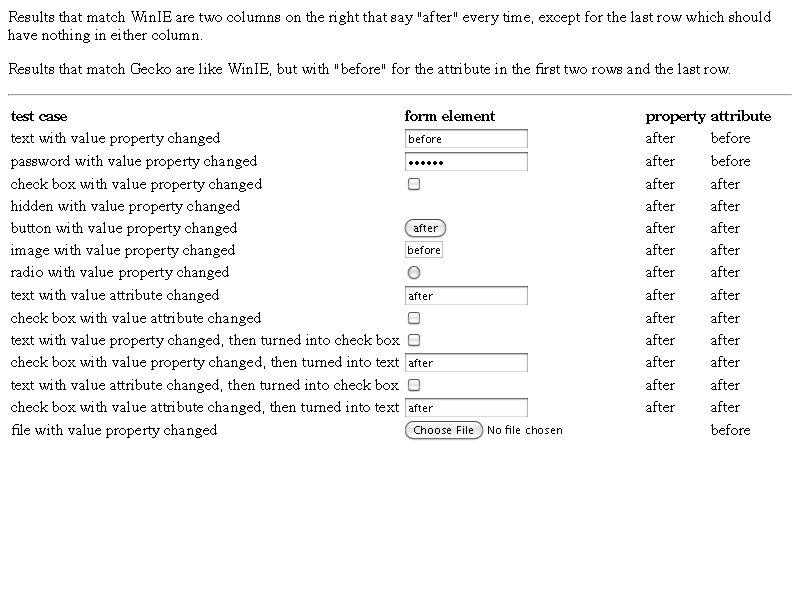 Results that match WinIE are two columns on the right that say "after" every time, except for the last row which should
have nothing in either column.
Results that match Gecko are like WinIE, but with "before" for the attribute in the first two rows and the last row.
test case form element property attribute
text with value property changed before after before
password with value property changed •••••• after before
check box with value property changed after after
hidden with value property changed after after
button with value property changed after after after
image with value property changed before after after
radio with value property changed after after
text with value attribute changed after after after
check box with value attribute changed after after
text with value property changed, then turned into check box after after
check box with value property changed, then turned into text after after after
text with value attribute changed, then turned into check box after after
check box with value attribute changed, then turned into text after after after
file with value property changed Choose File No file chosen before